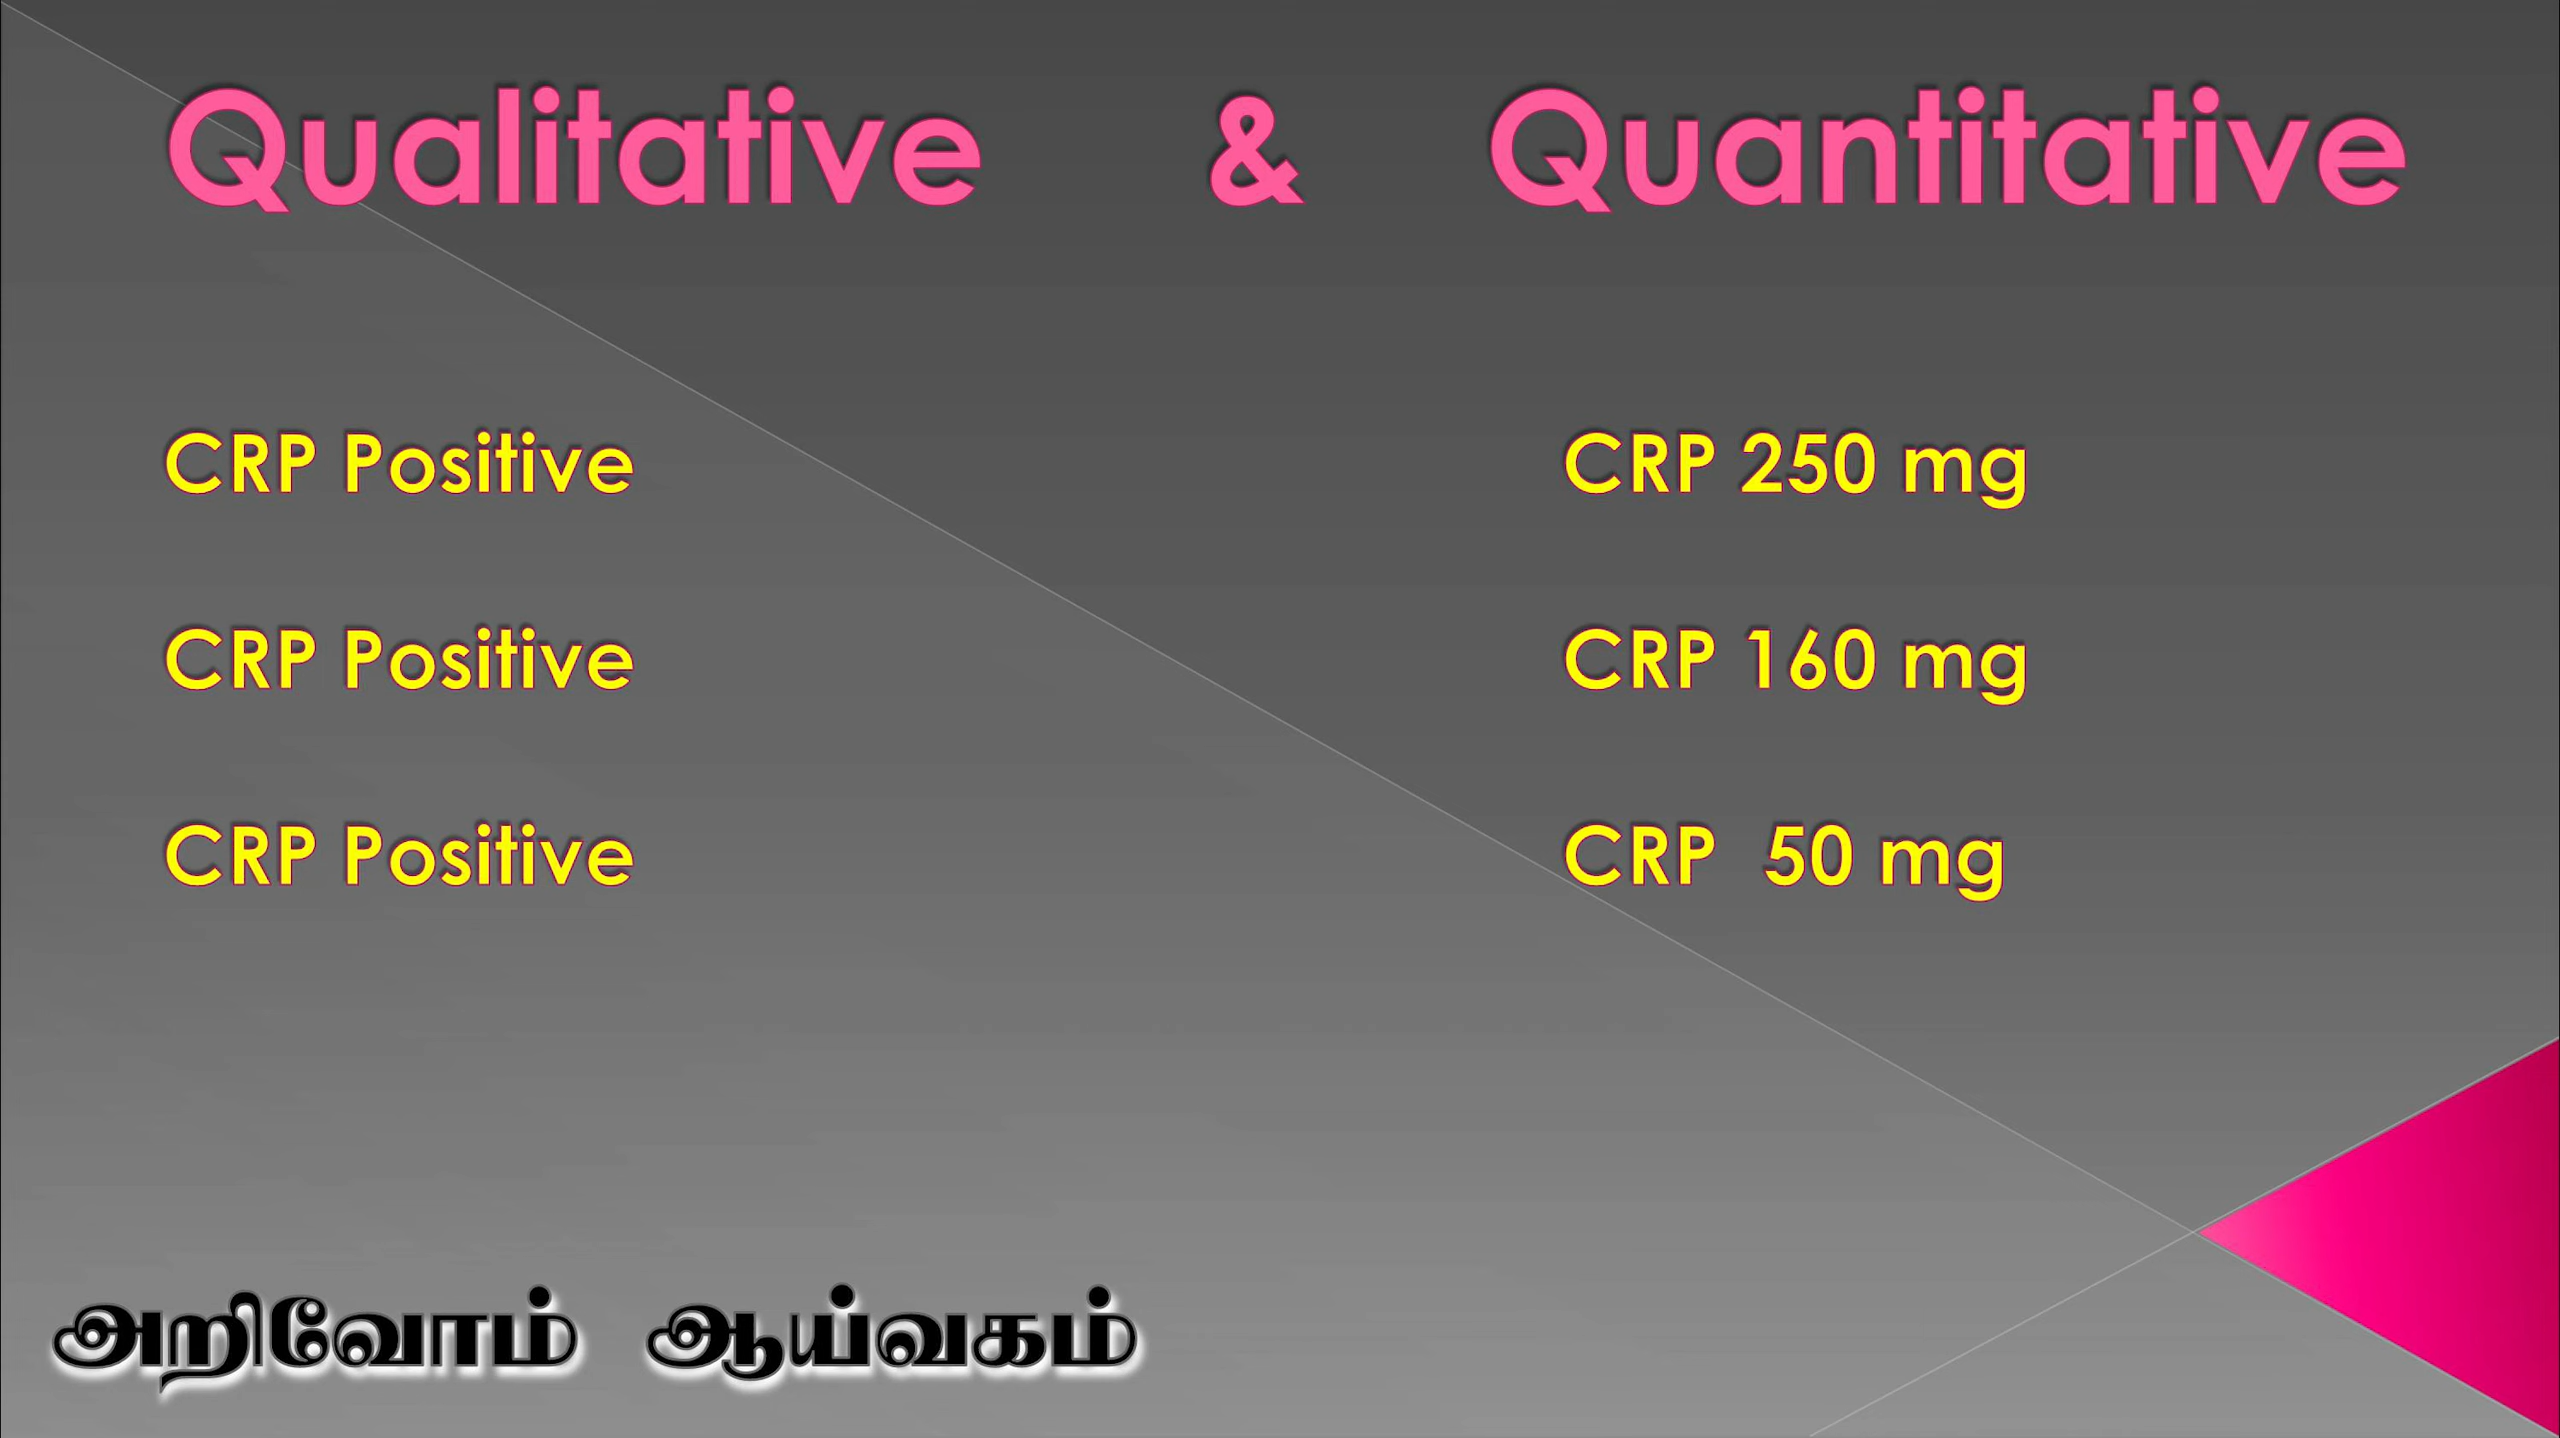 Qualitative & Quantitative
CRP Positive CRP 250 mg
CRP Positive CRP 160 mg
CRP Positive CRP 50 mg
அறிவோம் ஆய்வகம்